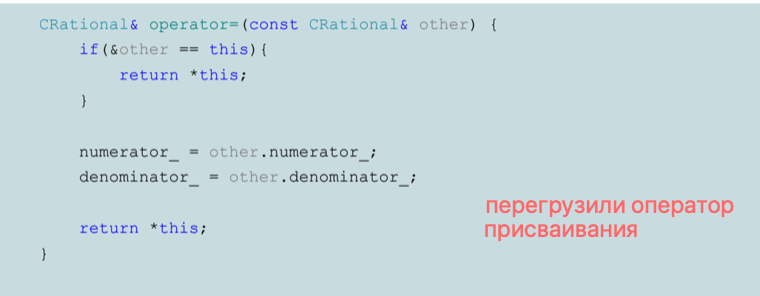 CRational& operator=(const CRational& other) {
if(&other == this){
return *this;
}
numerator_ = other.numerator_;
denominator_ = other.denominator_;
return *this;
}
перегрузили оператор
присваивания